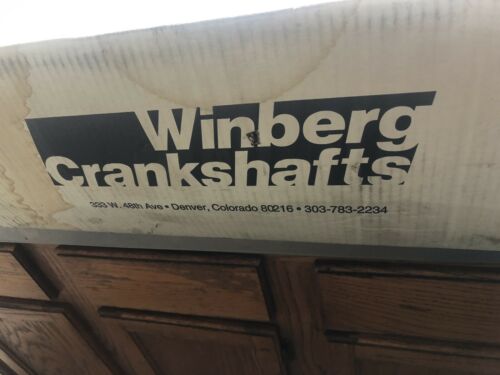 Winberg
Crankshafts
333 W. 48th Ave • Denver, Colorado 80216 • 303-783-2234